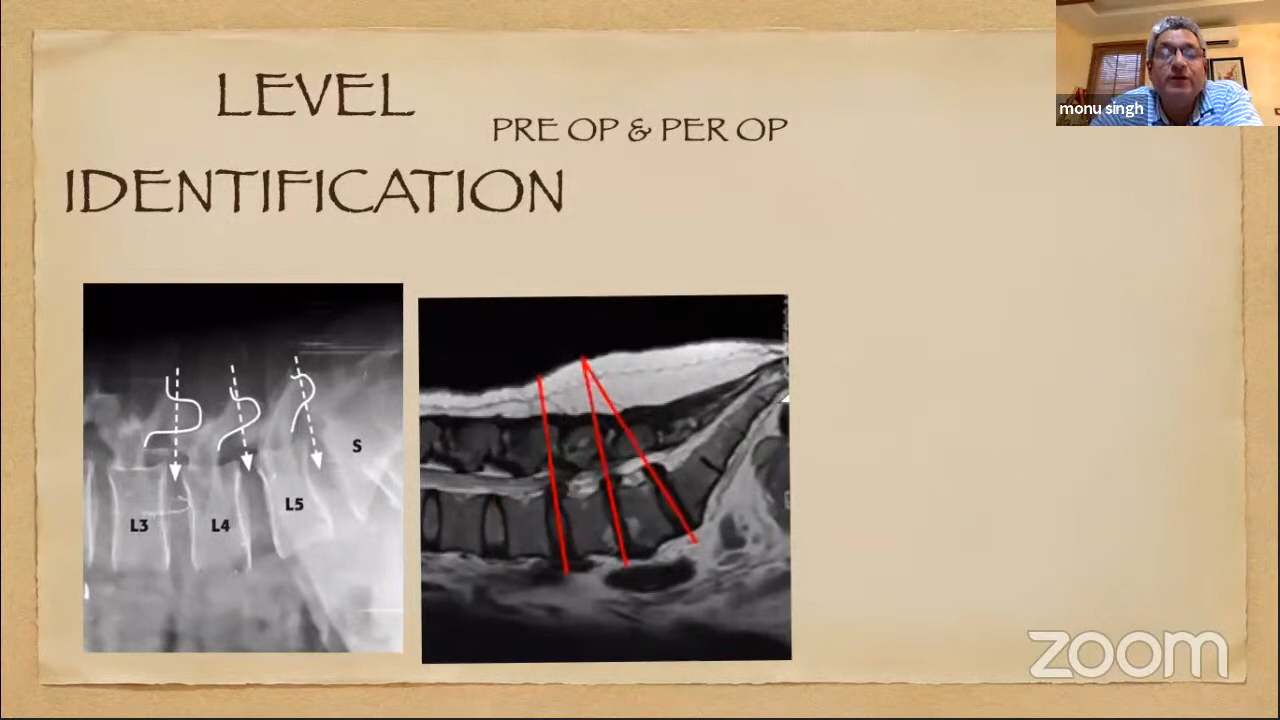 LEVEL
PRE OP & PER OP
IDENTIFICATION
monu singh
S
L5
L3
L4
zoom